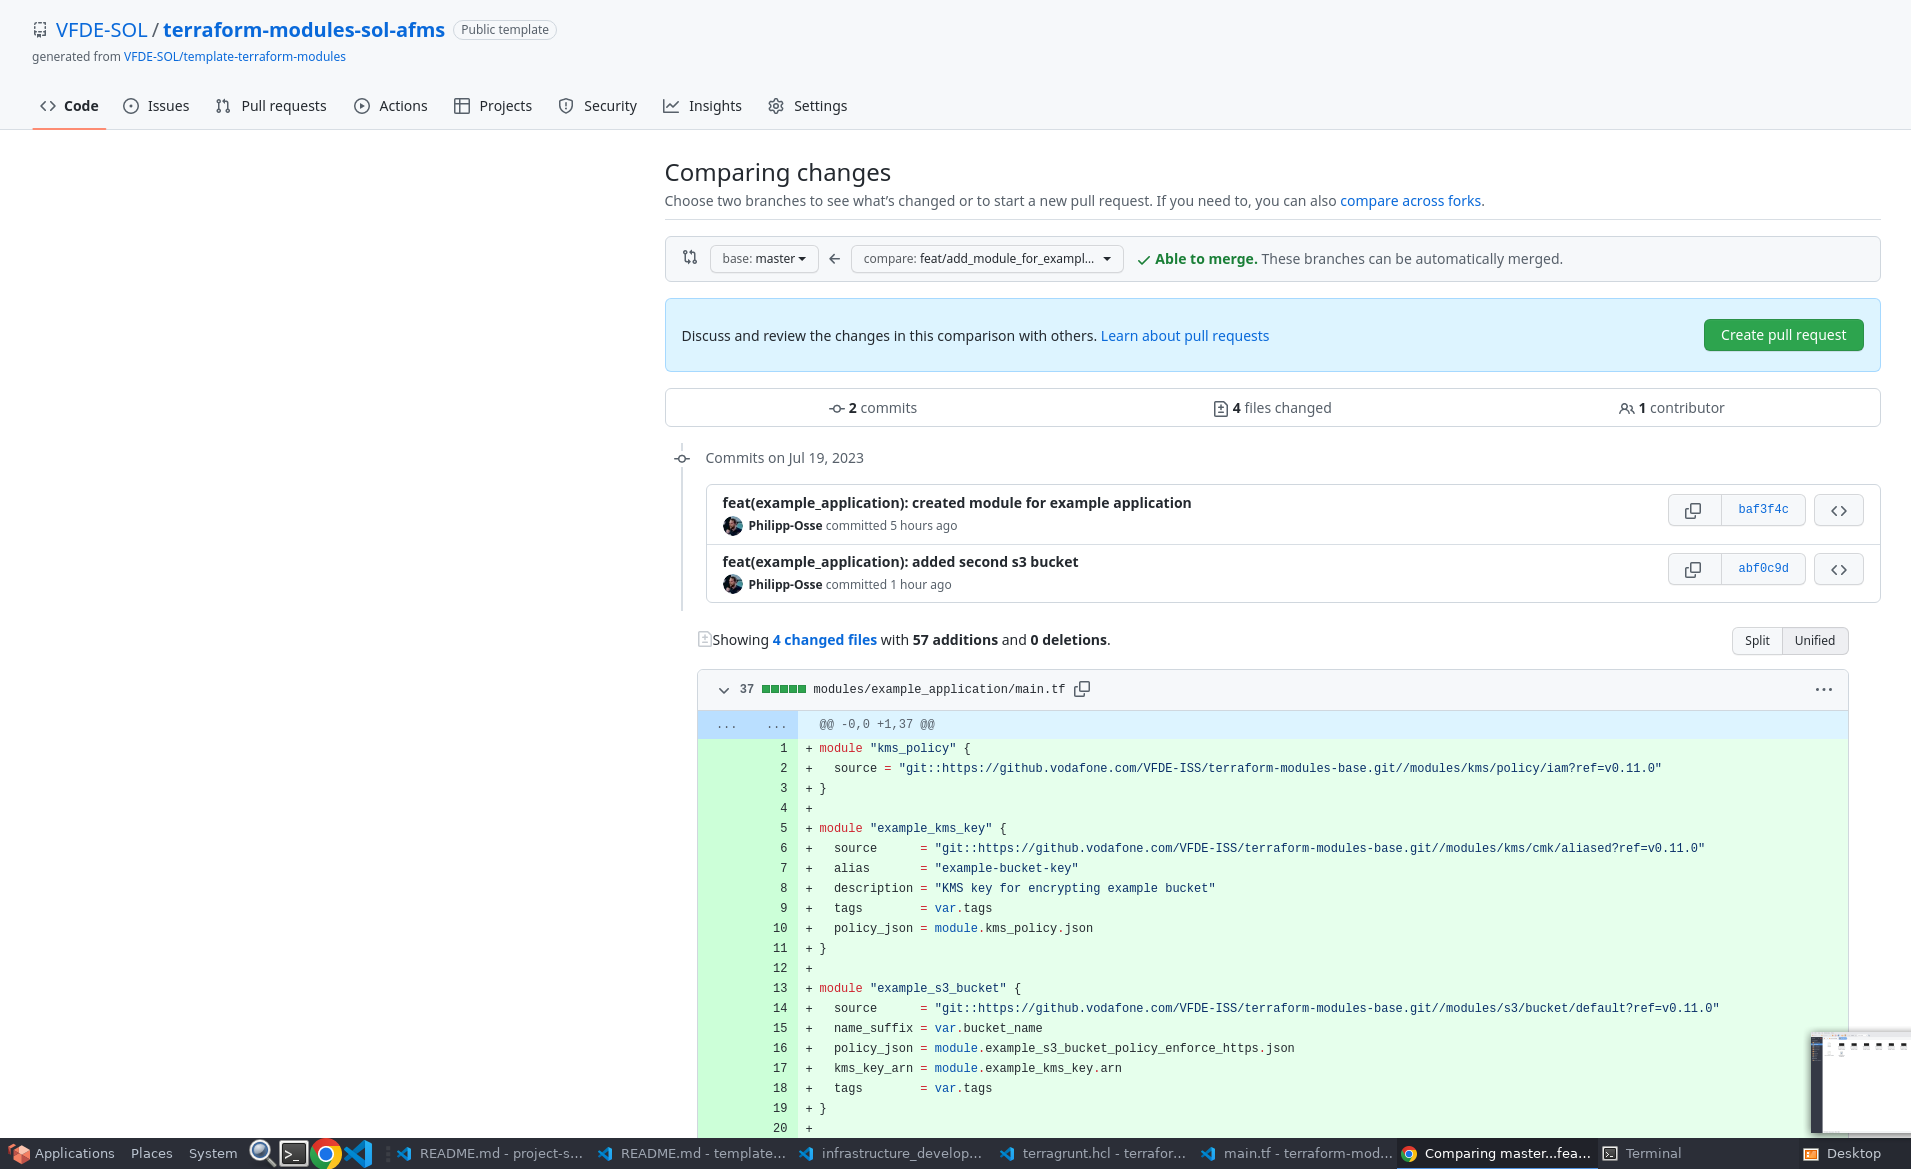 VFDE-SOL / terraform-modules-sol-afms Public template
generated from VFDE-SOL/template-terraform-modules
Code Issues Pull requests Actions Projects Security Insights Settings
Comparing changes
Choose two branches to see what's changed or to start a new pull request. If you need to, you can also compare across forks.
base: master ← compare: feat/add_module_for_exampl... Able to merge. These branches can be automatically merged.
Discuss and review the changes in this comparison with others. Learn about pull requests Create pull request
2 commits 4 files changed 1 contributor
Commits on Jul 19, 2023
feat(example_application): created module for example application
Philipp-Osse committed 5 hours ago baf3f4c
feat(example_application): added second s3 bucket
Philipp-Osse committed 1 hour ago abf0c9d
Showing 4 changed files with 57 additions and 0 deletions. Split Unified
37 modules/example_application/main.tf
... ... @@ -0,0 +1,37 @@
1 + module "kms_policy" {
2 + source = "git::https://github.vodafone.com/VFDE-ISS/terraform-modules-base.git//modules/kms/policy/iam?ref=v0.11.0"
3 + }
4 +
5 + module "example_kms_key" {
6 + source = "git::https://github.vodafone.com/VFDE-ISS/terraform-modules-base.git//modules/kms/cmk/aliased?ref=v0.11.0"
7 + alias = "example-bucket-key"
8 + description = "KMS key for encrypting example bucket"
9 + tags = var.tags
10 + policy_json = module.kms_policy.json
11 + }
12 +
13 + module "example_s3_bucket" {
14 + source = "git::https://github.vodafone.com/VFDE-ISS/terraform-modules-base.git//modules/s3/bucket/default?ref=v0.11.0"
15 + name_suffix = var.bucket_name
16 + policy_json = module.example_s3_bucket_policy_enforce_https.json
17 + kms_key_arn = module.example_kms_key.arn
18 + tags = var.tags
19 + }
20 +
Applications Places System README.md - project-s... README.md - template... infrastructure_develop... terragrunt.hcl - terrafor... main.tf - terraform-mod... Comparing master...fea... Terminal Desktop